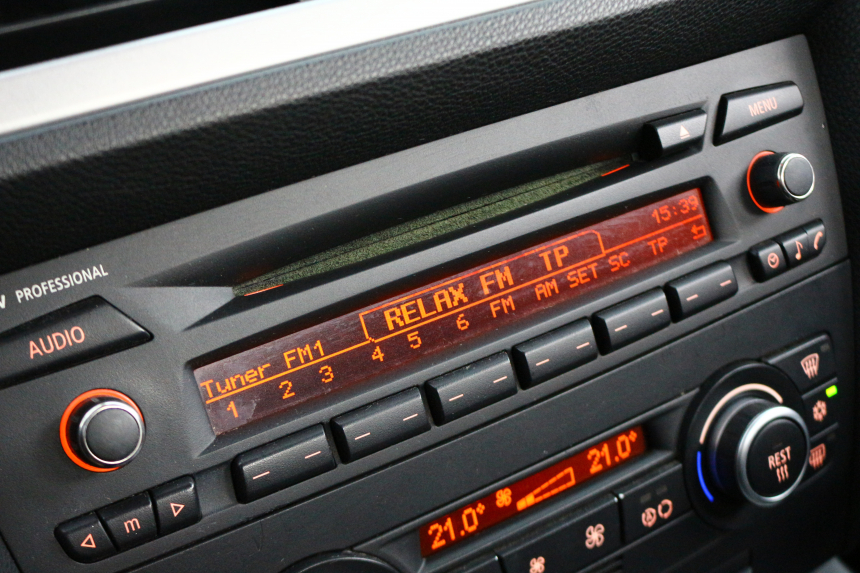 MENU
15:39
PROFESSIONAL
RELAX FM TP
AUDIO
Tuner FM1
1 2 3 4 5 6 FM AM SET SC TP
m
21.0° 21.0°
REST